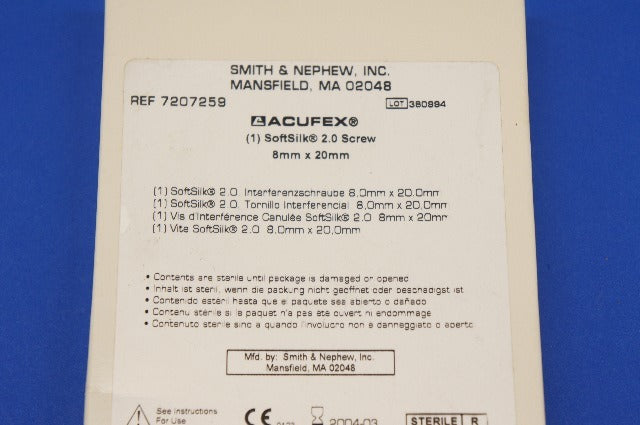 SMITH & NEPHEW, INC.
MANSFIELD, MA 02048
REF 7207259
LOT 380894
ACUFEX®
(1) SoftSilk® 2.0 Screw
8mm x 20mm
(1) SoftSilk® 2.0. Interferenzschraube 8,0mm x 20,0mm
(1) SoftSilk® 2.0. Tornillo Interferencial 8,0mm x 20,0mm
(1) Vis d'Interférence Canulée SoftSilk® 2.0 8mm x 20mm
(1) Vite SoftSilk® 2.0 8.0mm x 20,0mm
• Contents are sterile until package is damaged or opened
• Inhalt ist steril, wenn die packung nicht geöffnet oder beschadigst ist
• Contenido estéril hasta que el paquete sea abierto o dañado
• Contenu stérile si le paquet n'a pas été ouvert ni endommage
• Contenuto sterile sino a quando l'involucro non è danneggiato o aperto
Mfd. by: Smith & Nephew, Inc.
Mansfield, MA 02048
See instructions
For Use
CE
2004-03
STERILE R